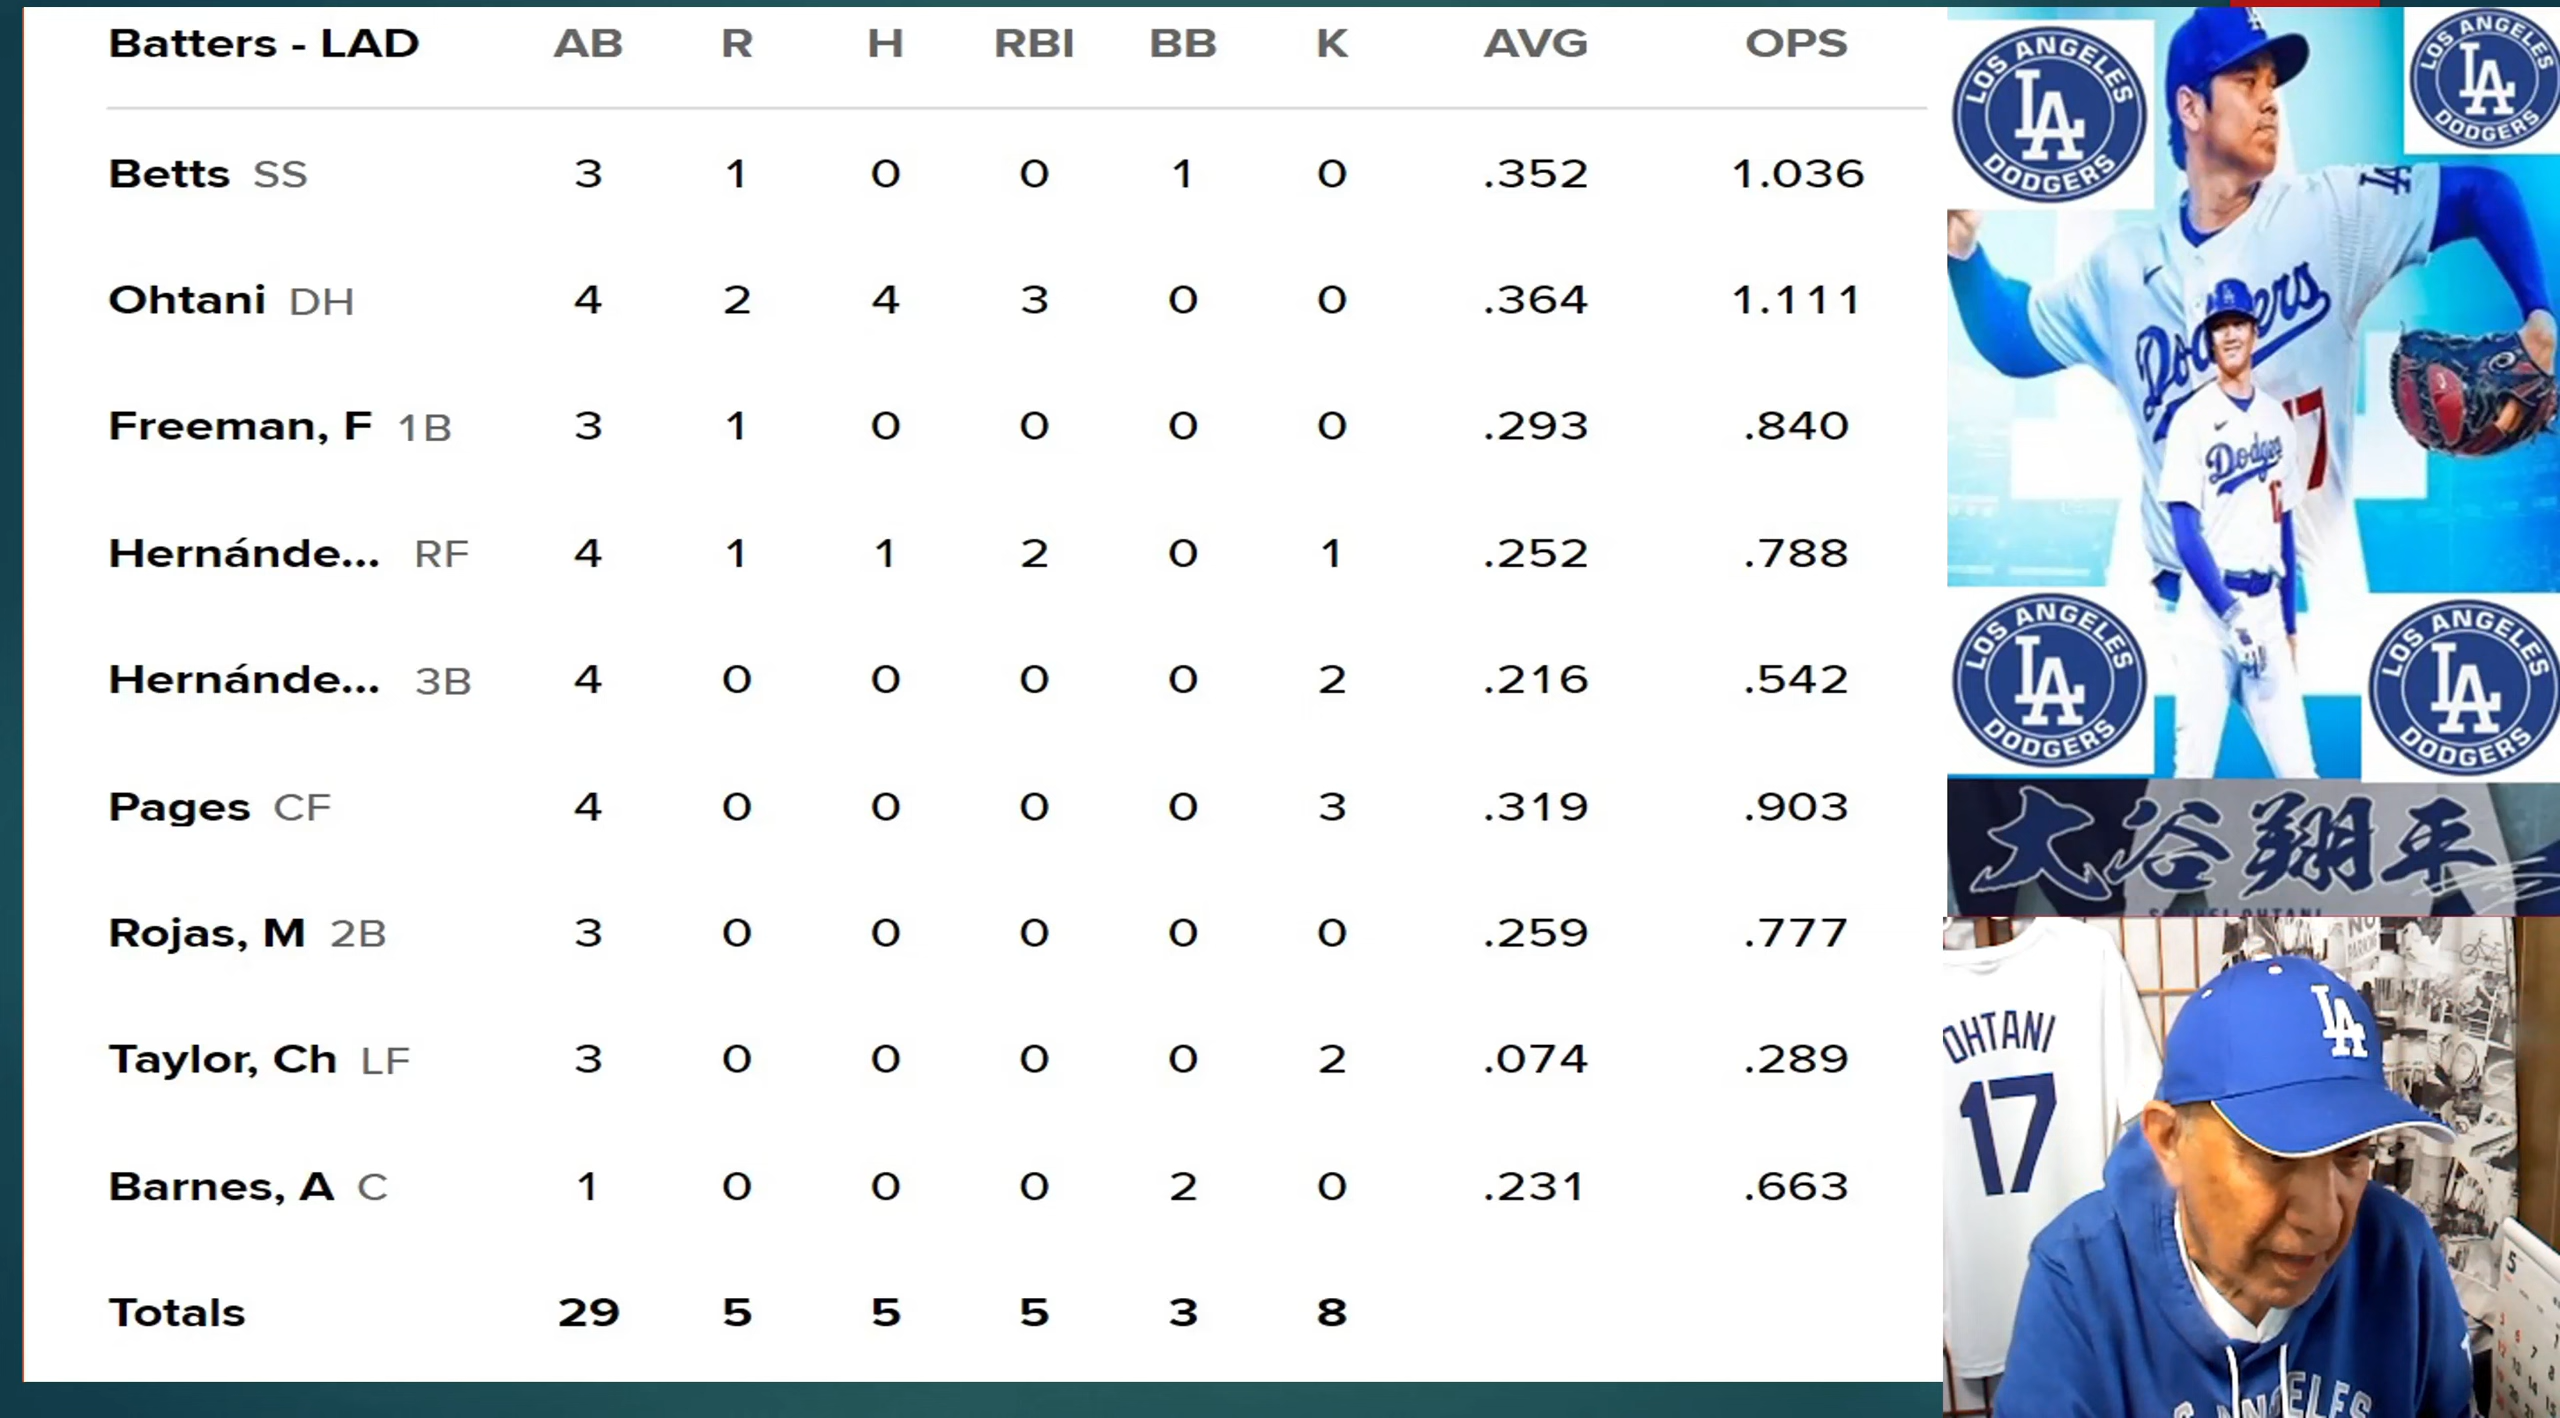 Batters - LAD AB R H RBI BB K AVG OPS
Betts SS 3 1 0 0 1 0 .352 1.036
Ohtani DH 4 2 4 3 0 0 .364 1.111
Freeman, F 1B 3 1 0 0 0 0 .293 .840
Hernánde... RF 4 1 1 2 0 1 .252 .788
Hernánde... 3B 4 0 0 0 0 2 .216 .542
Pages CF 4 0 0 0 0 3 .319 .903
Rojas, M 2B 3 0 0 0 0 0 .259 .777
Taylor, Ch LF 3 0 0 0 0 2 .074 .289
Barnes, A C 1 0 0 0 2 0 .231 .663
Totals 29 5 5 5 3 8
LOS ANGELES
LA
DODGERS
LOS ANGELES
LA
DODGERS
LA
Dodgers
7
Dodgers
LOS ANGELES
LA
DODGERS
LOS ANGELES
LA
DODGERS
大谷翔平
NO
PARKING
LA
OHTANI
17
5